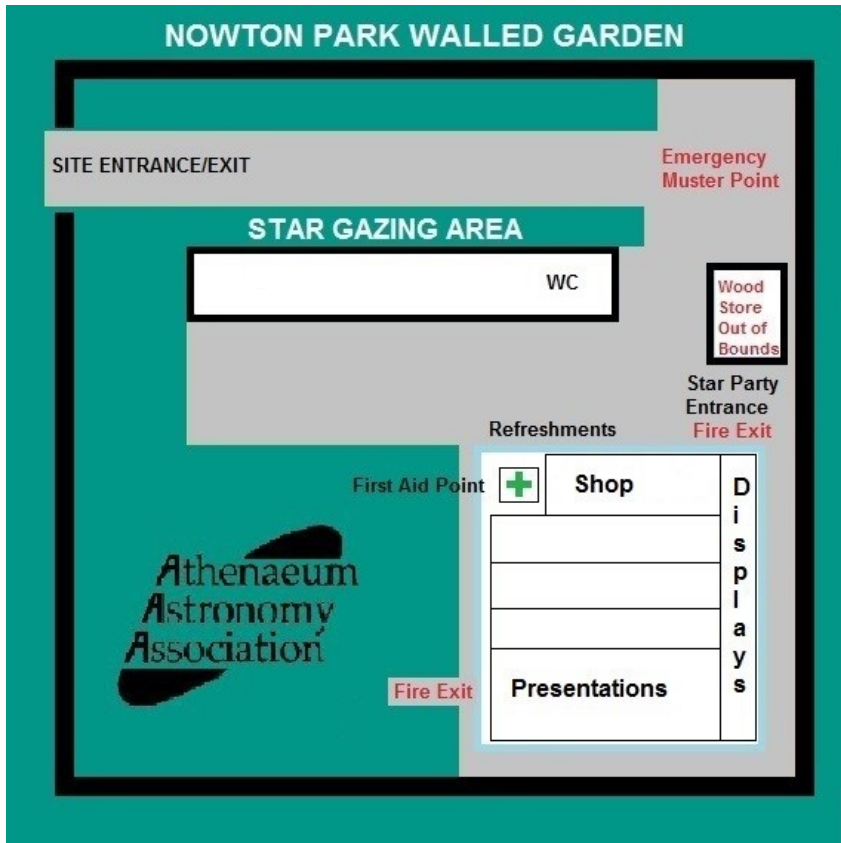 NOWTON PARK WALLED GARDEN
SITE ENTRANCE/EXIT
Emergency
Muster Point
STAR GAZING AREA
WC
Wood
Store
Out of
Bounds
Star Party
Entrance
Fire Exit
Refreshments
First Aid Point
Shop
Displays
Athenaeum
Astronomy
Association
Fire Exit
Presentations